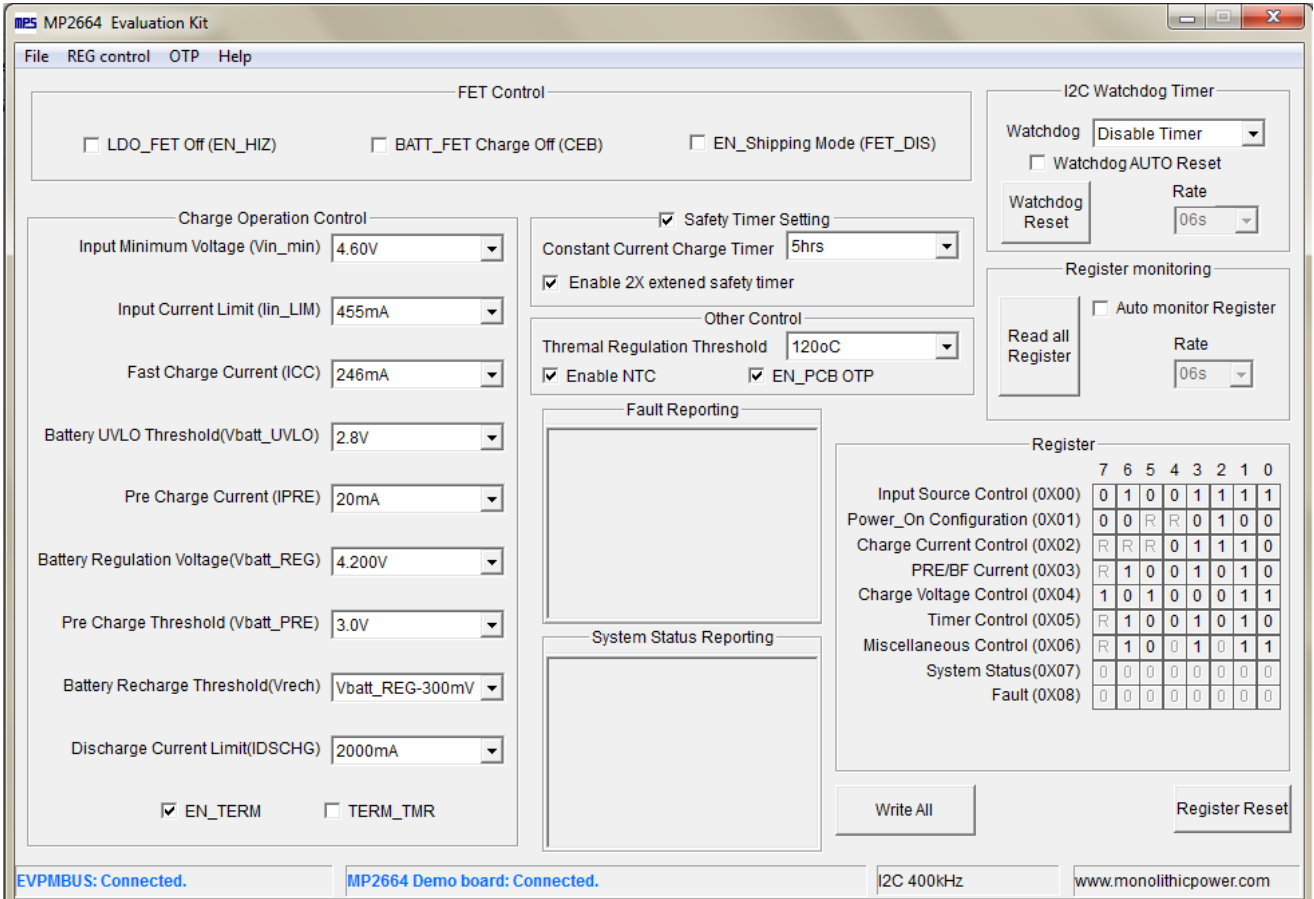 mps MP2664 Evaluation Kit
File REG control OTP Help
FET Control
LDO_FET Off (EN_HIZ)
BATT_FET Charge Off (CEB)
EN_Shipping Mode (FET_DIS)
I2C Watchdog Timer
Watchdog Disable Timer
Watchdog AUTO Reset
Watchdog
Reset
Rate
06s
Charge Operation Control
Input Minimum Voltage (Vin_min) 4.60V
Input Current Limit (Iin_LIM) 455mA
Fast Charge Current (ICC) 246mA
Battery UVLO Threshold(Vbatt_UVLO) 2.8V
Pre Charge Current (IPRE) 20mA
Battery Regulation Voltage(Vbatt_REG) 4.200V
Pre Charge Threshold (Vbatt_PRE) 3.0V
Battery Recharge Threshold(Vrech) Vbatt_REG-300mV
Discharge Current Limit(IDSCHG) 2000mA
EN_TERM TERM_TMR
Safety Timer Setting
Constant Current Charge Timer 5hrs
Enable 2X extened safety timer
Other Control
Thremal Regulation Threshold 120oC
Enable NTC EN_PCB OTP
Fault Reporting
System Status Reporting
Register monitoring
Read all
Register
Auto monitor Register
Rate
06s
Register
7 6 5 4 3 2 1 0
Input Source Control (0X00) 0 1 0 0 1 1 1 1
Power_On Configuration (0X01) 0 0 R R 0 1 0 0
Charge Current Control (0X02) R R R 0 1 1 1 0
PRE/BF Current (0X03) R 1 0 0 1 0 1 0
Charge Voltage Control (0X04) 1 0 1 0 0 0 1 1
Timer Control (0X05) R 1 0 0 1 0 1 0
Miscellaneous Control (0X06) R 1 0 0 1 0 1 1
System Status(0X07) 0 0 0 0 0 0 0 0
Fault (0X08) 0 0 0 0 0 0 0 0
Write All
Register Reset
EVPMBUS: Connected.
MP2664 Demo board: Connected.
I2C 400kHz
www.monolithicpower.com